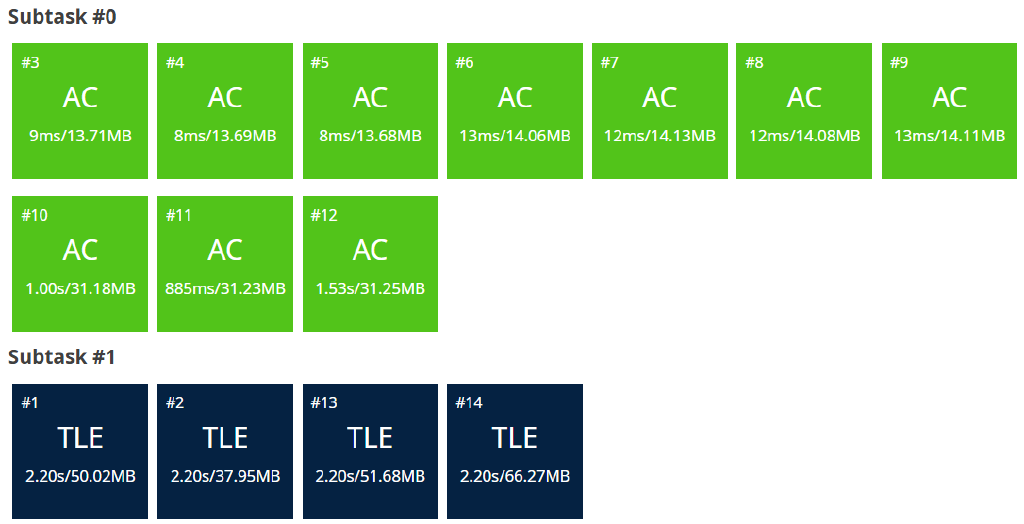 Subtask #0
#3 #4 #5 #6 #7 #8 #9
AC AC AC AC AC AC AC
9ms/13.71MB 8ms/13.69MB 8ms/13.68MB 13ms/14.06MB 12ms/14.13MB 12ms/14.08MB 13ms/14.11MB
#10 #11 #12
AC AC AC
1.00s/31.18MB 885ms/31.23MB 1.53s/31.25MB
Subtask #1
#1 #2 #13 #14
TLE TLE TLE TLE
2.20s/50.02MB 2.20s/37.95MB 2.20s/51.68MB 2.20s/66.27MB